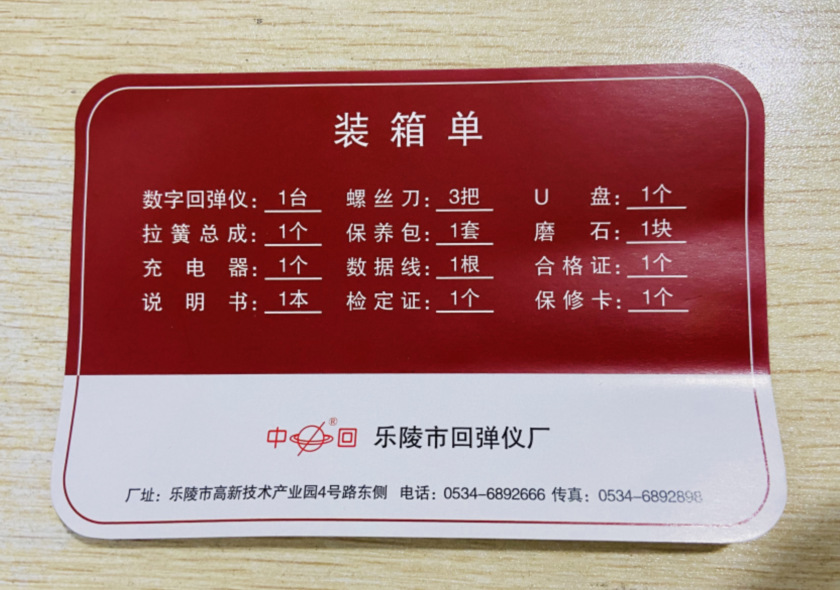 装箱单
数字回弹仪：1台 螺丝刀：3把 U盘：1个
拉簧总成：1个 保养包：1套 磨石：1块
充电器：1个 数据线：1根 合格证：1个
说明书：1本 检定证：1个 保修卡：1个
中回® 乐陵市回弹仪厂
厂址：乐陵市高新技术产业园4号路东侧 电话：0534-6892666 传真：0534-6892898